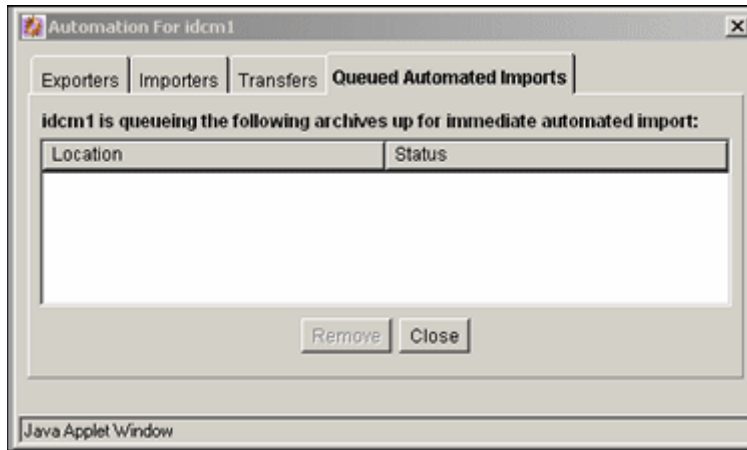 Automation For idcm1
Exporters Importers Transfers Queued Automated Imports
idcm1 is queueing the following archives up for immediate automated import:
Location Status
Remove Close
Java Applet Window